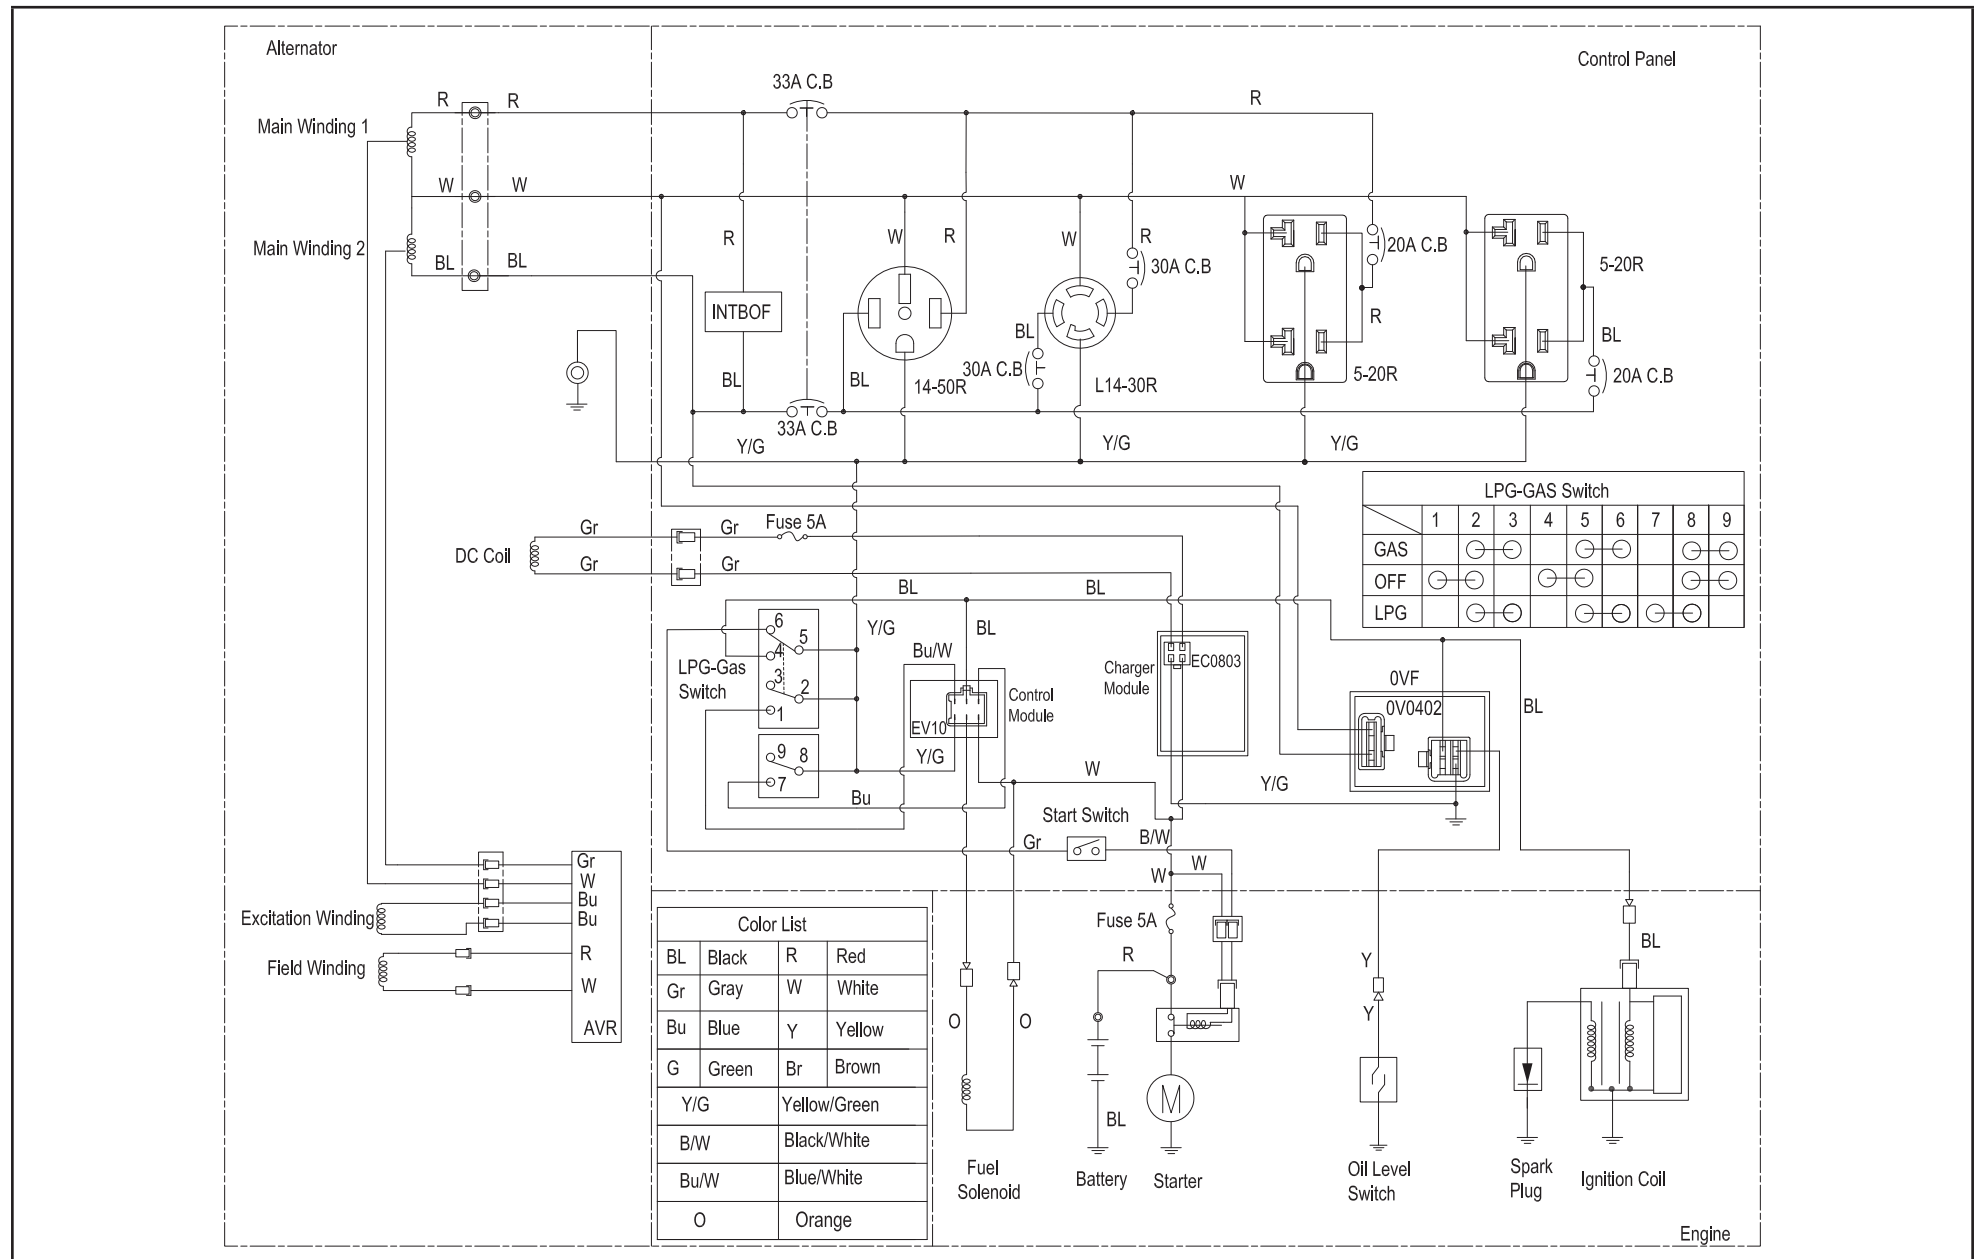 Alternator
Control Panel
33A C.B
R
R
R
Main Winding 1
W
W
W
Main Winding 2
R
W
R
W
R
20A C.B
BL
BL
30A C.B
5-20R
INTBOF
R
BL
BL
30A C.B
BL
BL
14-50R
L14-30R
5-20R
20A C.B
33A C.B
Y/G
Y/G
Y/G
LPG-GAS Switch
1 2 3 4 5 6 7 8 9
GAS
OFF
LPG
Gr
Gr
Fuse 5A
DC Coil
Gr
Gr
BL
BL
6
5
4
3
2
1
LPG-Gas
Switch
Y/G
BL
Bu/W
Control
Module
EV10
Charger
Module
EC0803
0VF
0V0402
BL
9
8
7
Y/G
Bu
W
Y/G
Start Switch
Gr
B/W
W
W
Gr
W
Bu
Bu
R
W
AVR
Excitation Winding
Field Winding
Color List
BL Black R Red
Gr Gray W White
Bu Blue Y Yellow
G Green Br Brown
Y/G Yellow/Green
B/W Black/White
Bu/W Blue/White
O Orange
Fuse 5A
R
Y
BL
O
O
Y
M
BL
Fuel
Solenoid
Battery
Starter
Oil Level
Switch
Spark
Plug
Ignition Coil
Engine